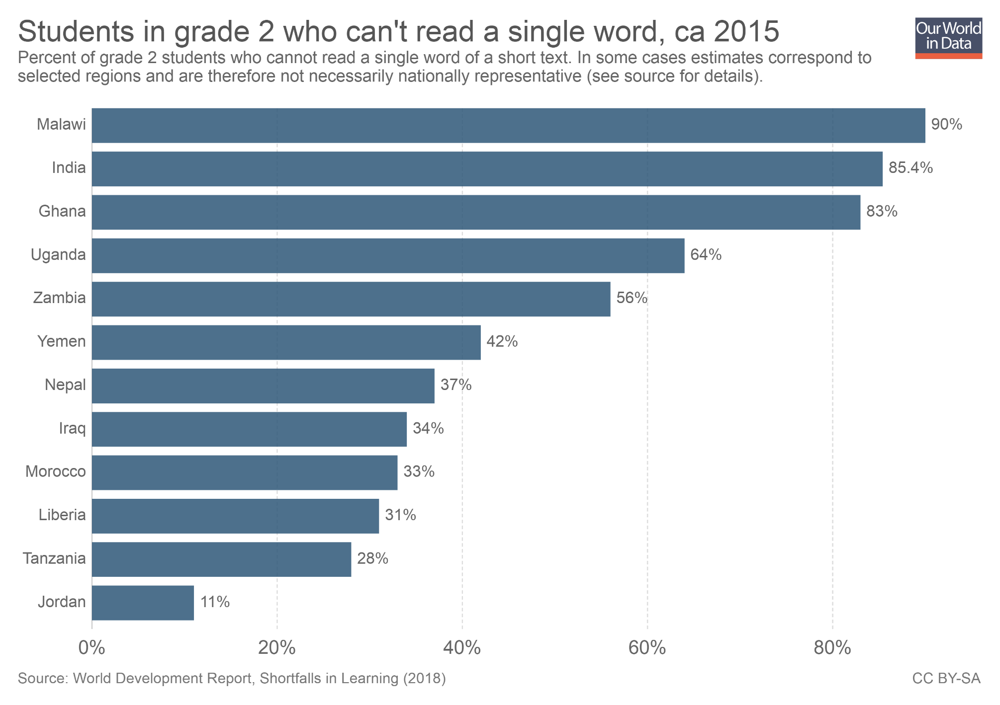 Students in grade 2 who can't read a single word, ca 2015
Our World
in Data
Percent of grade 2 students who cannot read a single word of a short text. In some cases estimates correspond to
selected regions and are therefore not necessarily nationally representative (see source for details).
Malawi 90%
India 85.4%
Ghana 83%
Uganda 64%
Zambia 56%
Yemen 42%
Nepal 37%
Iraq 34%
Morocco 33%
Liberia 31%
Tanzania 28%
Jordan 11%
0% 20% 40% 60% 80%
Source: World Development Report, Shortfalls in Learning (2018) CC BY-SA